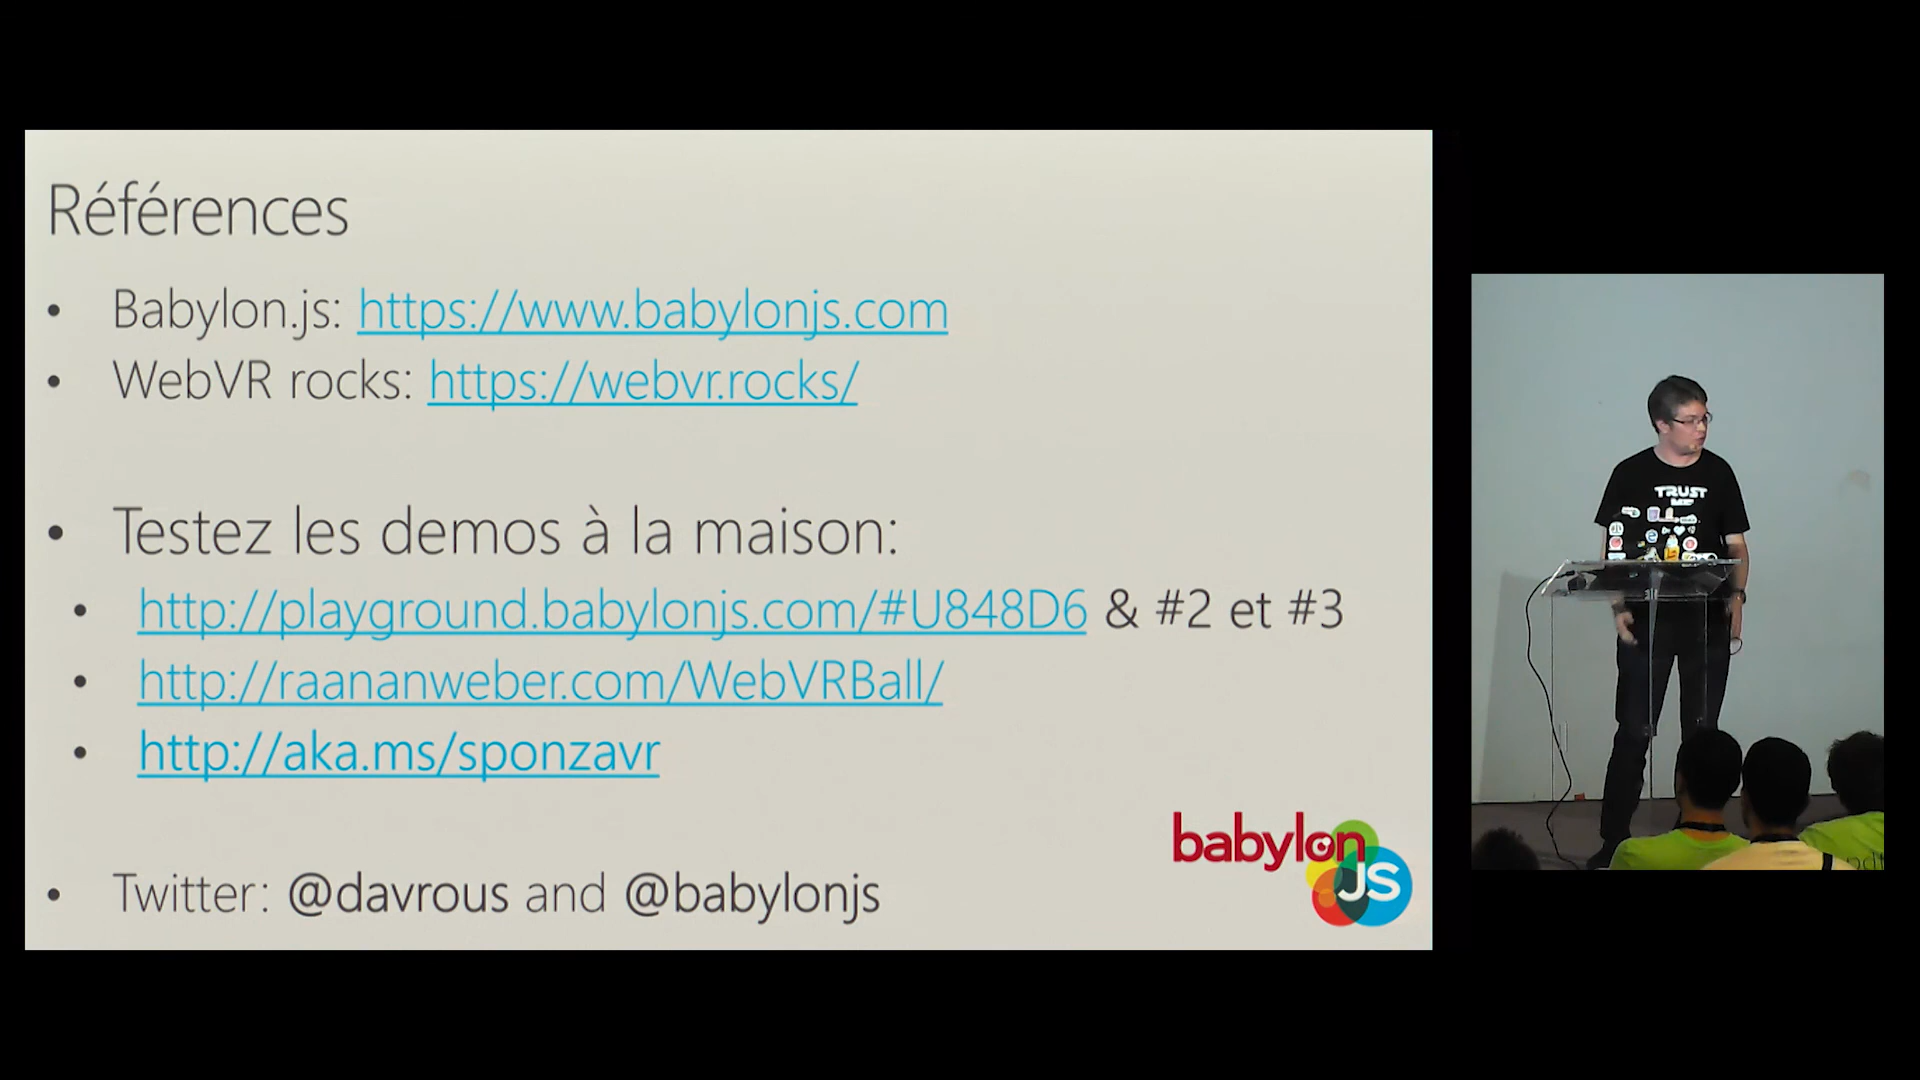 Références
• Babylon.js: https://www.babylonjs.com
• WebVR rocks: https://webvr.rocks/
• Testez les demos à la maison:
• http://playground.babylonjs.com/#U848D6 & #2 et #3
• http://raananweber.com/WebVRBall/
• http://aka.ms/sponzavr
• Twitter: @davrous and @babylonjs
babylon
JS
TRUST